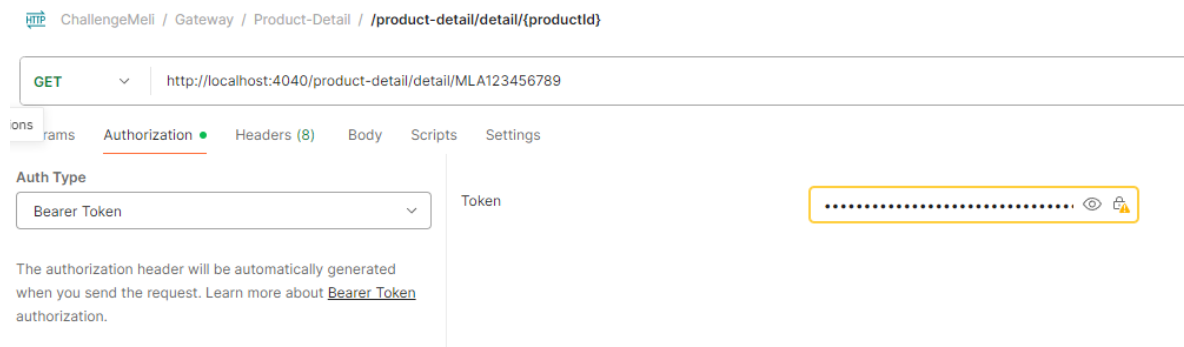 HTTP ChallengeMeli / Gateway / Product-Detail / /product-detail/detail/{productId}
GET http://localhost:4040/product-detail/detail/MLA123456789
ions
rams Authorization Headers (8) Body Scripts Settings
Auth Type
Bearer Token
Token
The authorization header will be automatically generated
when you send the request. Learn more about Bearer Token
authorization.